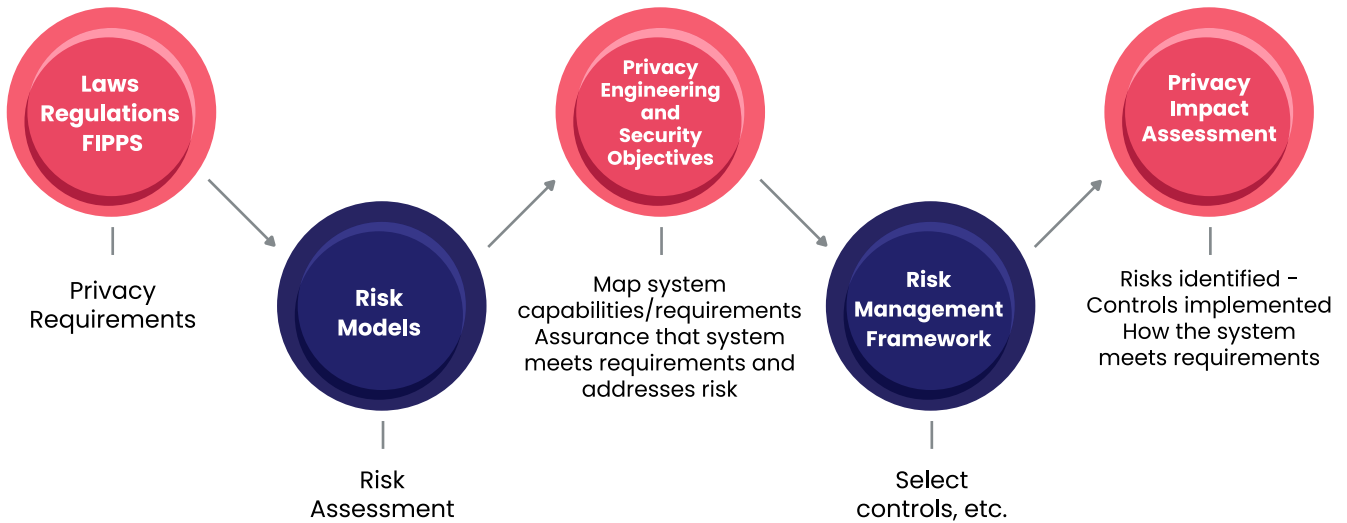 Laws
Regulations
FIPPS
Privacy
Requirements
Risk
Models
Risk
Assessment
Privacy
Engineering
and
Security
Objectives
Map system
capabilities/requirements
Assurance that system
meets requirements and
addresses risk
Risk
Management
Framework
Select
controls, etc.
Privacy
Impact
Assessment
Risks identified -
Controls implemented
How the system
meets requirements